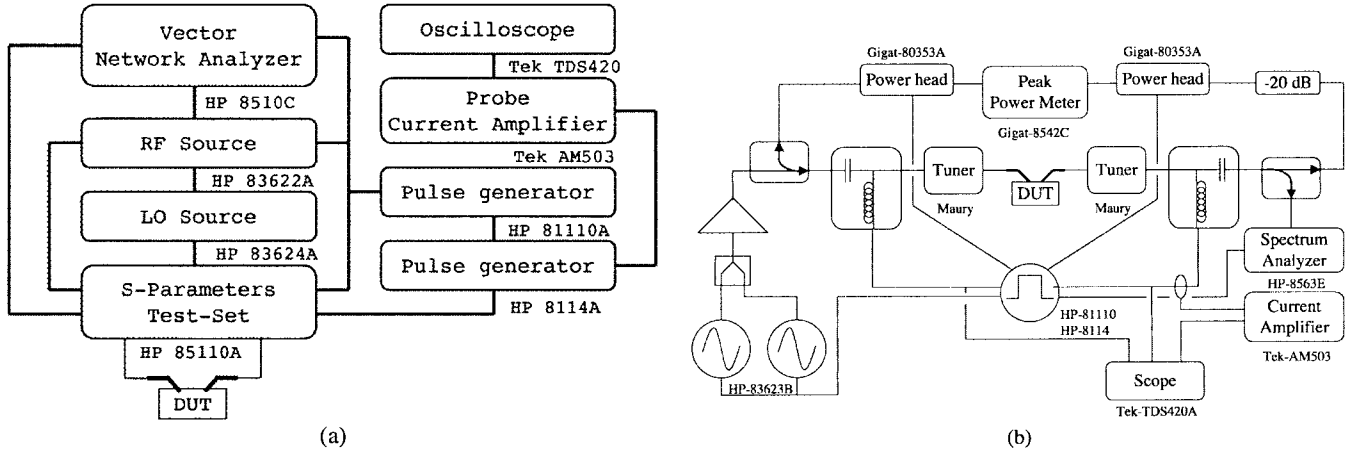 Vector
Network Analyzer
HP 8510C
RF Source
HP 83622A
LO Source
HP 83624A
S-Parameters
Test-Set
HP 85110A
DUT
Oscilloscope
Tek TDS420
Probe
Current Amplifier
Tek AM503
Pulse generator
HP 81110A
Pulse generator
HP 8114A
(a)
Gigat-80353A
Power head
Peak
Power Meter
Gigat-8542C
Gigat-80353A
Power head
-20 dB
Tuner
Maury
DUT
Tuner
Maury
Spectrum
Analyzer
HP-8563E
HP-81110
HP-8114
Current
Amplifier
Tek-AM503
HP-83623B
Scope
Tek-TDS420A
(b)